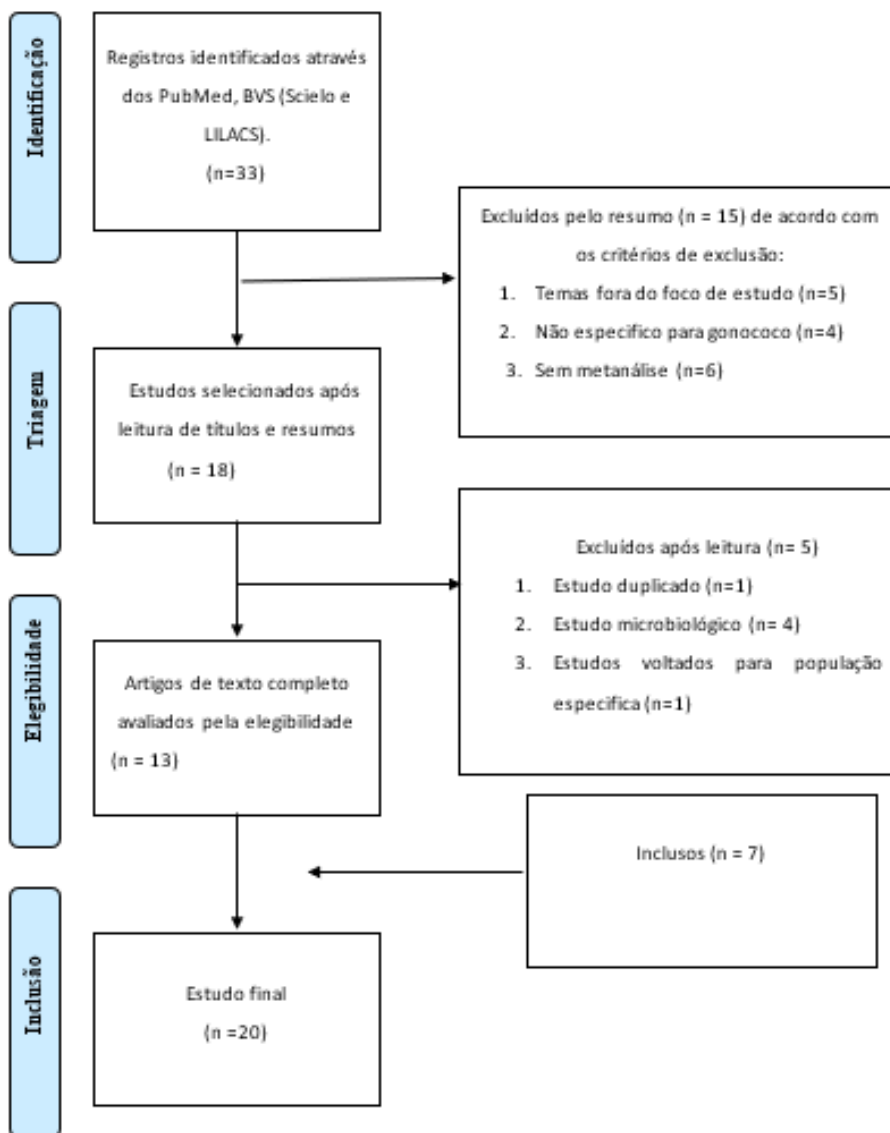 Identificação
Registros identificados através
dos PubMed, BVS (Scielo e
LILACS).
(n=33)
Excluídos pelo resumo (n = 15) de acordo com
os critérios de exclusão:
1. Temas fora do foco de estudo (n=5)
2. Não especifico para gonococo (n=4)
3. Sem metanálise (n=6)
Triagem
Estudos selecionados após
leitura de títulos e resumos
(n = 18)
Excluídos após leitura (n= 5)
1. Estudo duplicado (n=1)
2. Estudo microbiológico (n= 4)
3. Estudos voltados para população
especifica (n=1)
Elegibilidade
Artigos de texto completo
avaliados pela elegibilidade
(n = 13)
Inclusos (n = 7)
Inclusão
Estudo final
(n =20)